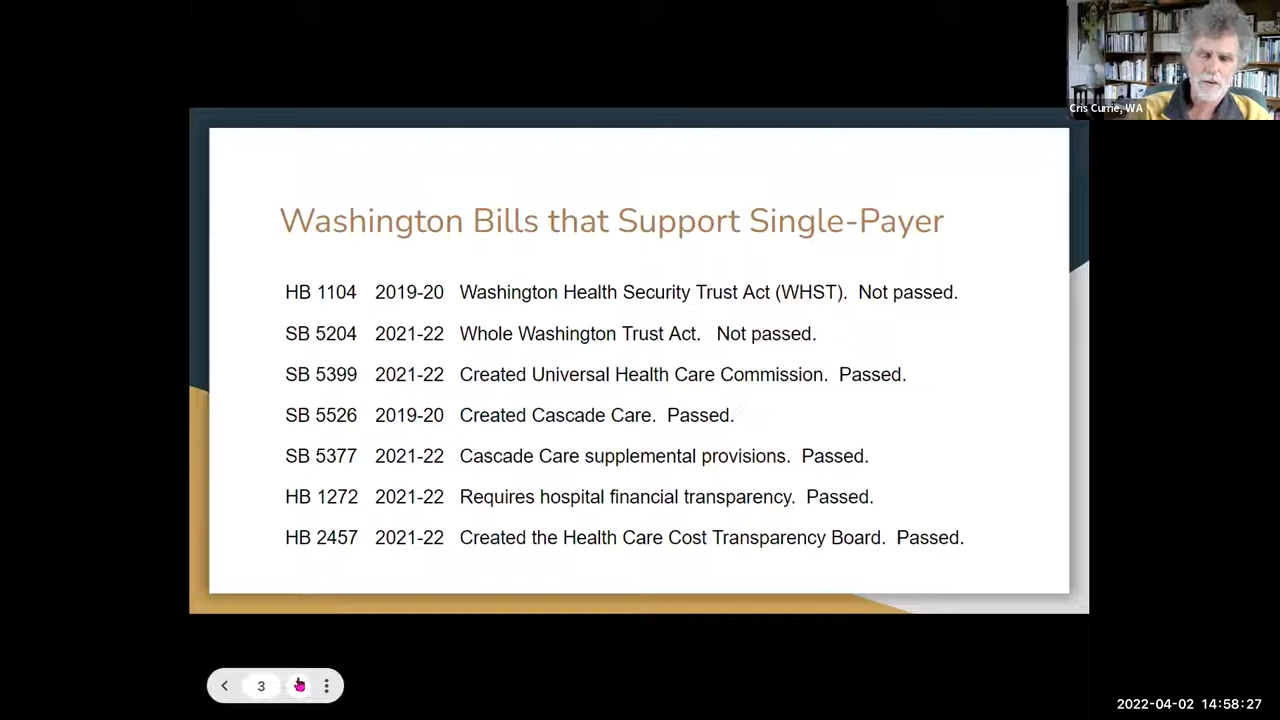 Cris Currie, WA
Washington Bills that Support Single-Payer
HB 1104 2019-20 Washington Health Security Trust Act (WHST). Not passed.
SB 5204 2021-22 Whole Washington Trust Act. Not passed.
SB 5399 2021-22 Created Universal Health Care Commission. Passed.
SB 5526 2019-20 Created Cascade Care. Passed.
SB 5377 2021-22 Cascade Care supplemental provisions. Passed.
HB 1272 2021-22 Requires hospital financial transparency. Passed.
HB 2457 2021-22 Created the Health Care Cost Transparency Board. Passed.
3
2022-04-02 14:58:27